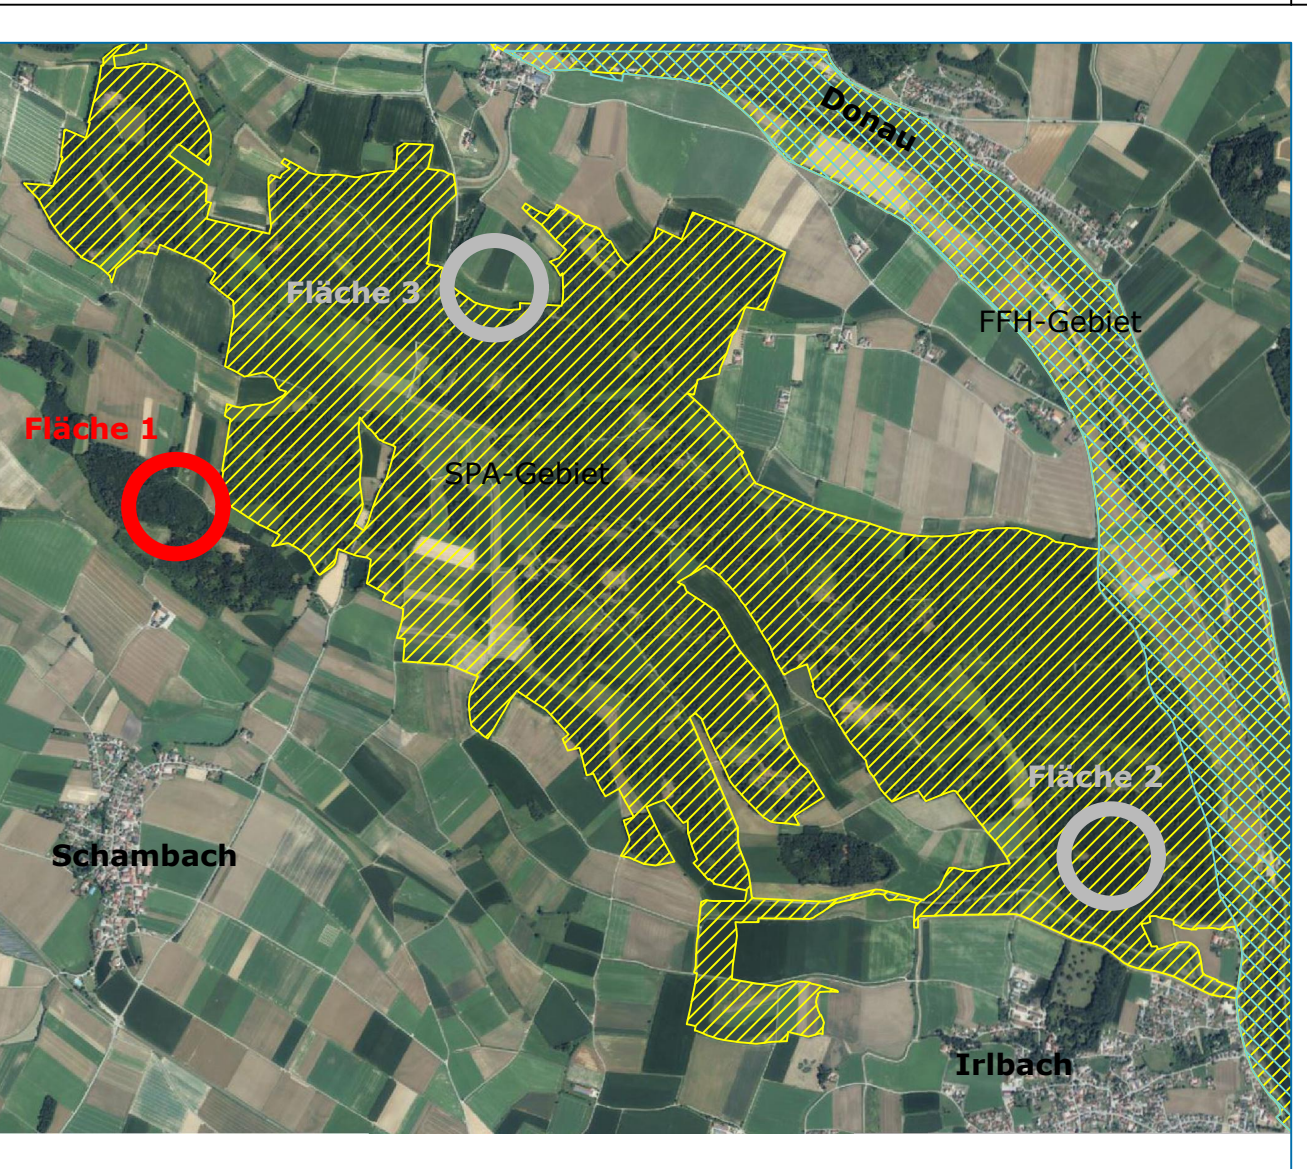 Donau
Fläche 3
FFH-Gebiet
Fläche 1
SPA-Gebiet
Fläche 2
Schambach
Irlbach